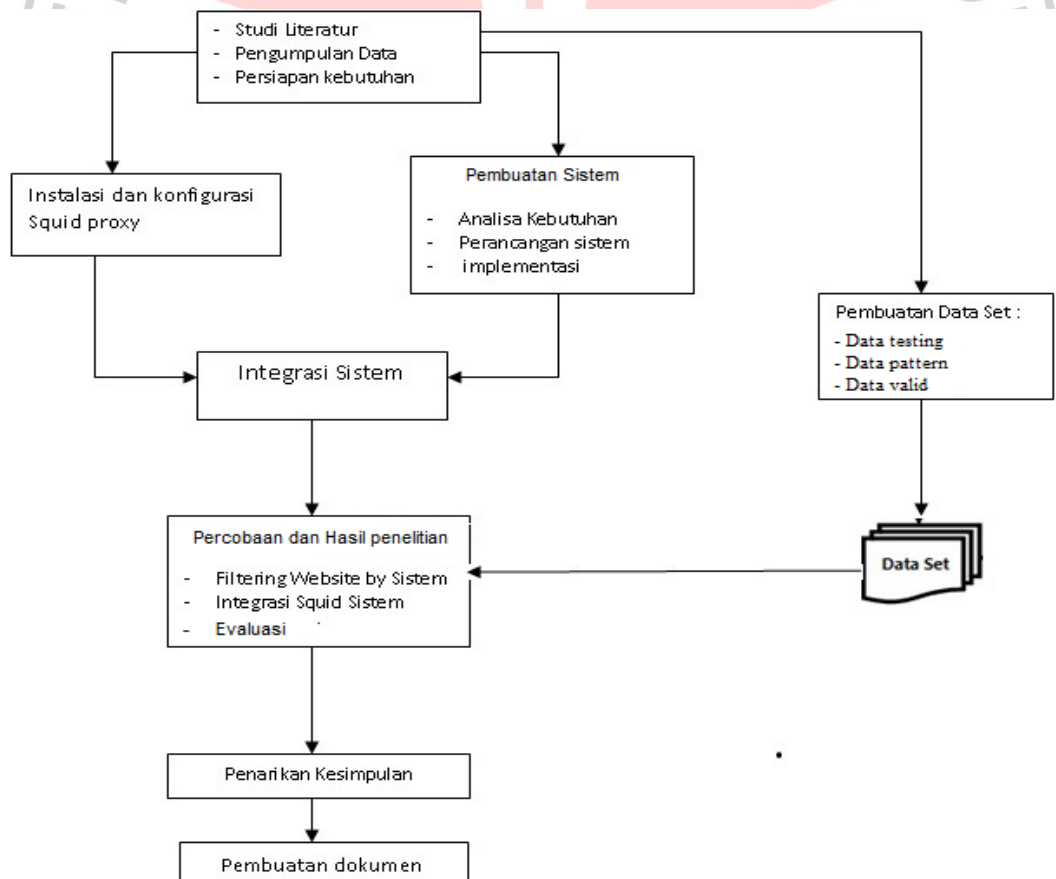 - Studi Literatur
- Pengumpulan Data
- Persiapan kebutuhan
Instalasi dan konfigurasi
Squid proxy
Pembuatan Sistem
- Analisa Kebutuhan
- Perancangan sistem
- implementasi
Pembuatan Data Set :
- Data testing
- Data pattern
- Data valid
Integrasi Sistem
Percobaan dan Hasil penelitian
- Filtering Website by Sistem
- Integrasi Squid Sistem
- Evaluasi
Data Set
Penarikan Kesimpulan
Pembuatan dokumen